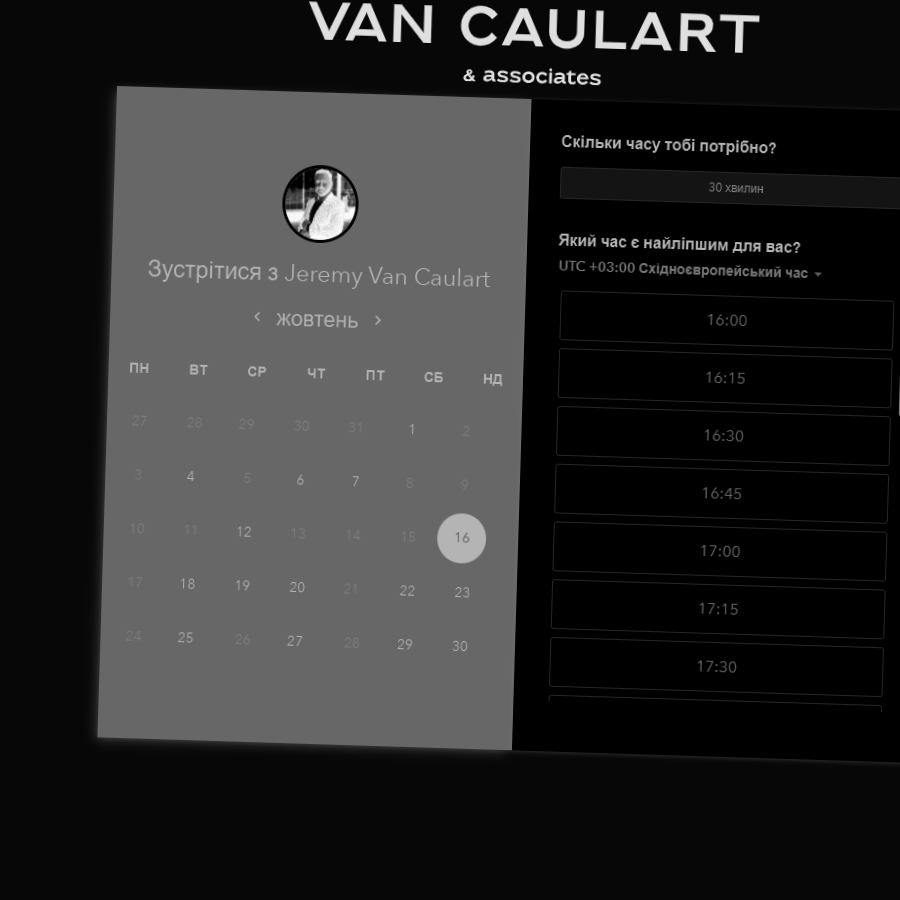 VAN CAULART
& associates
Зустрітися з Jeremy Van Caulart
жовтень
ПН ВТ СР ЧТ ПТ СБ НД
27 28 29 30 31 1 2
3 4 5 6 7 8 9
10 11 12 13 14 15 16
17 18 19 20 21 22 23
24 25 26 27 28 29 30
Скільки часу тобі потрібно?
30 хвилин
Який час є найліпшим для вас?
UTC +03:00 Східноєвропейський час
16:00
16:15
16:30
16:45
17:00
17:15
17:30